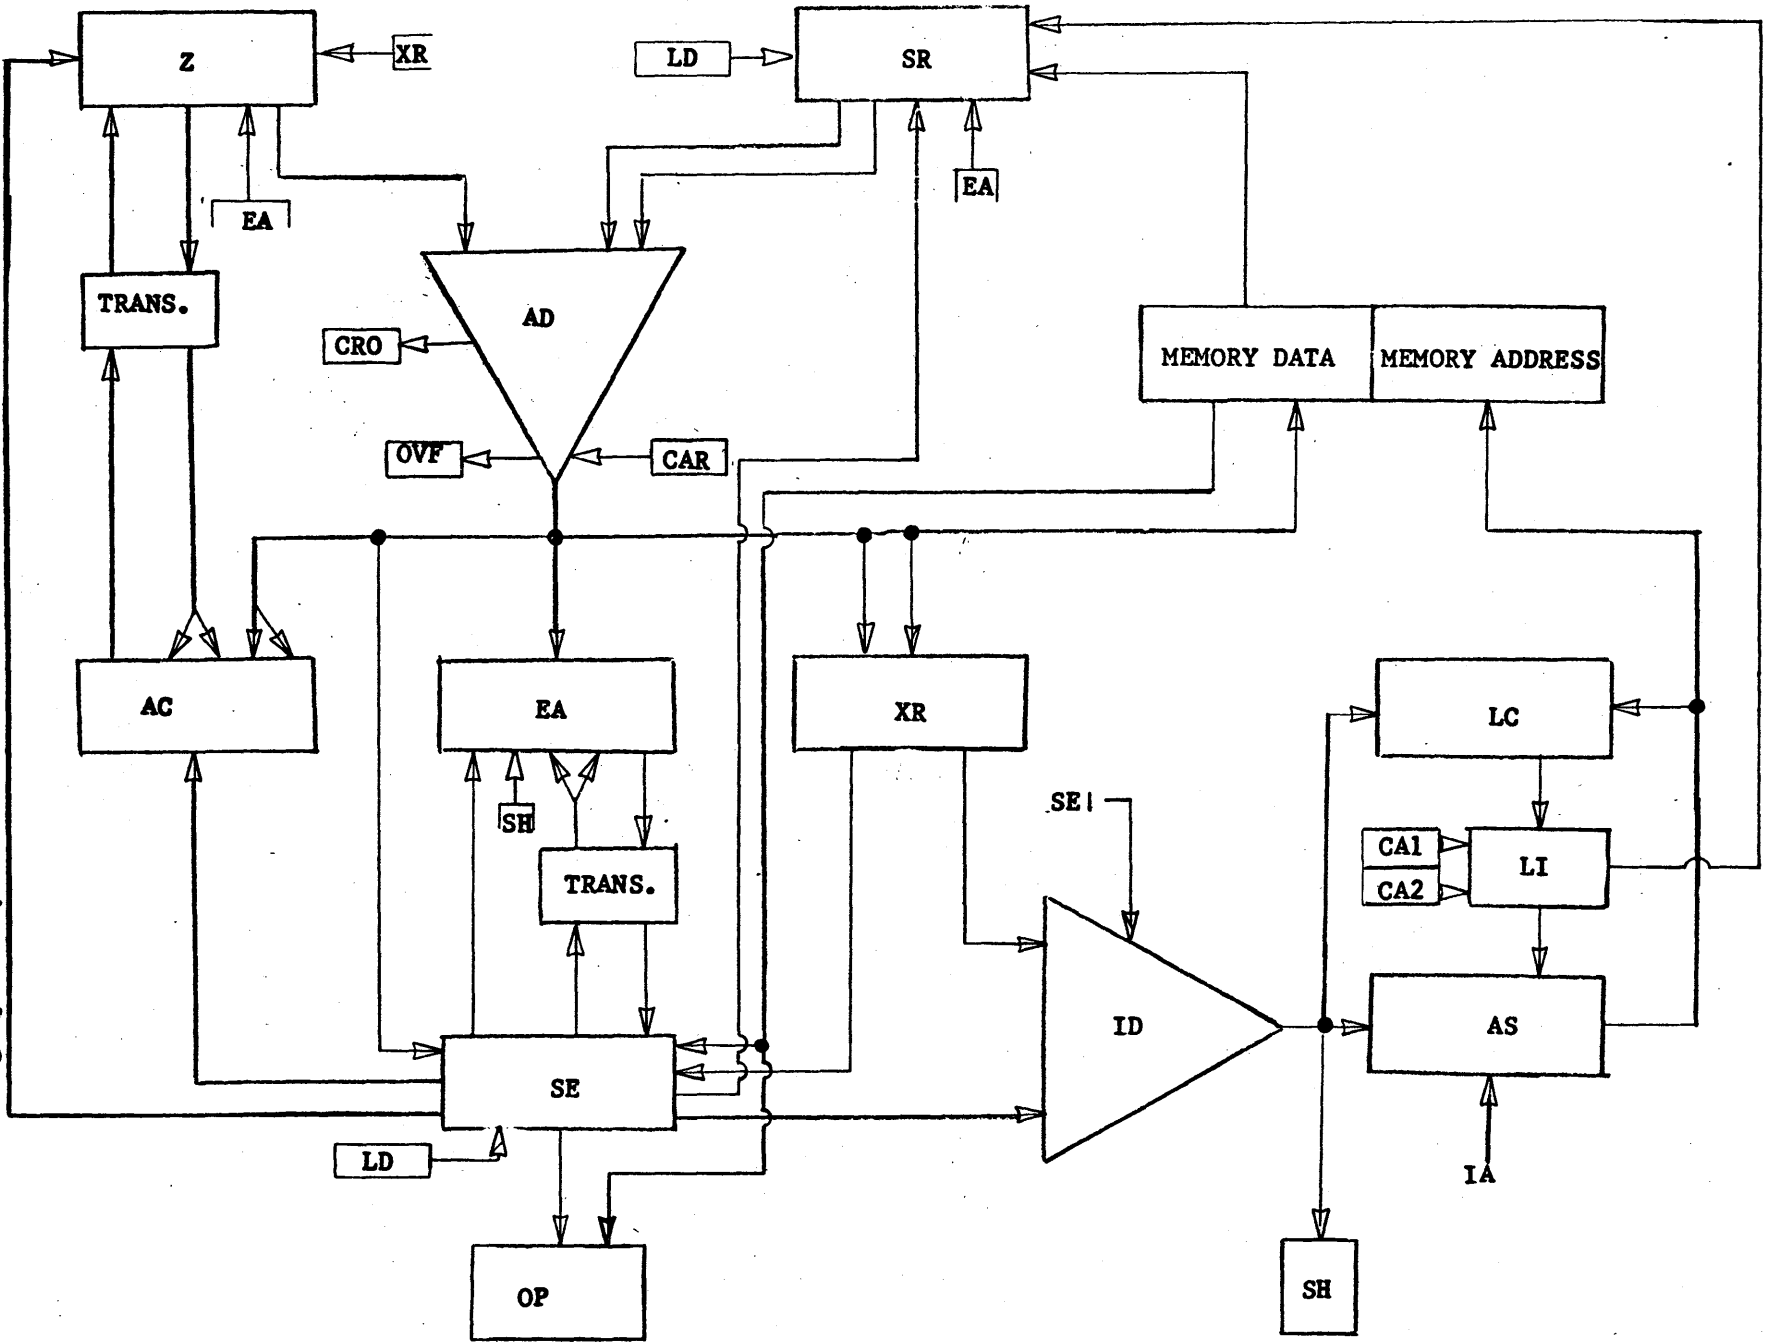 Z
XR
LD
SR
EA
EA
TRANS.
AD
CRO
MEMORY DATA
MEMORY ADDRESS
OVF
CAR
AC
EA
XR
LC
SH
SE
CA1
LI
CA2
TRANS.
ID
AS
SE
LD
IA
OP
SH